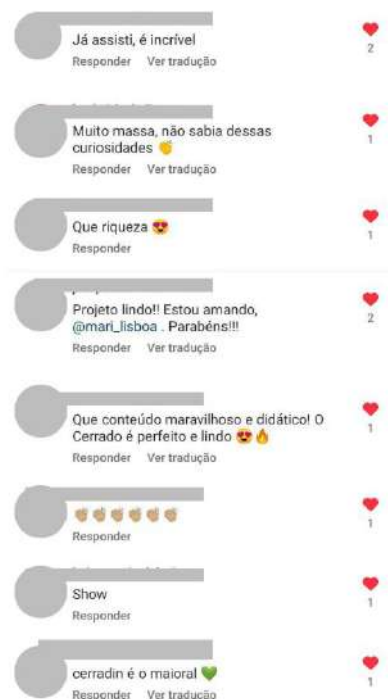 Já assisti, é incrível
2
Responder Ver tradução
Muito massa, não sabia dessas
curiosidades 👏
1
Responder Ver tradução
Que riqueza 😍
1
Responder
Projeto lindo!! Estou amando,
@mari_lisboa . Parabéns!!!
2
Responder Ver tradução
Que conteúdo maravilhoso e didático! O
Cerrado é perfeito e lindo 😍🔥
1
Responder Ver tradução
👏🏼👏🏼👏🏼👏🏼👏🏼👏🏼
1
Responder
Show
1
Responder
cerradin é o maioral 💚
1
Responder Ver tradução